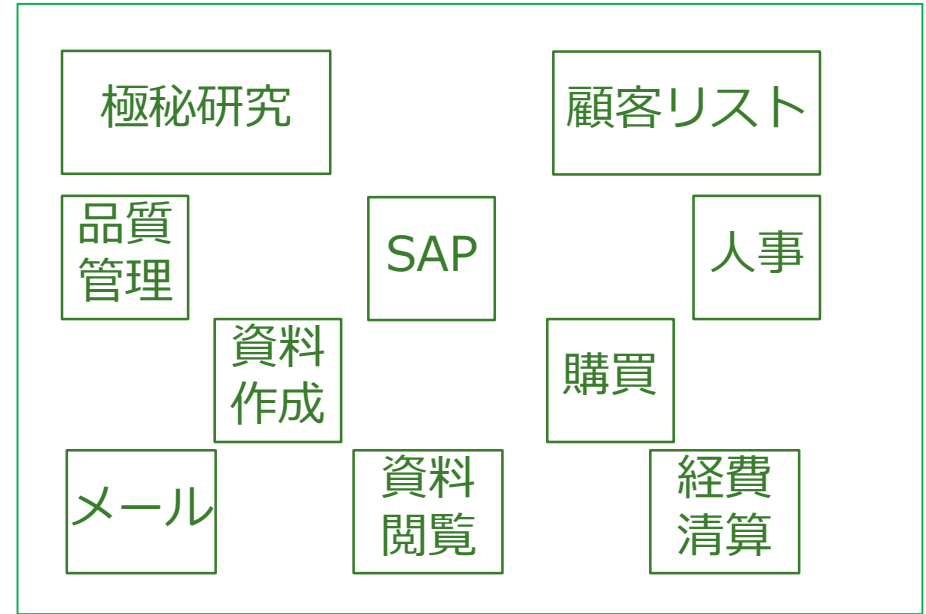 極秘研究
顧客リスト
品質
管理
SAP
人事
資料
作成
購買
メール
資料
閲覧
経費
清算